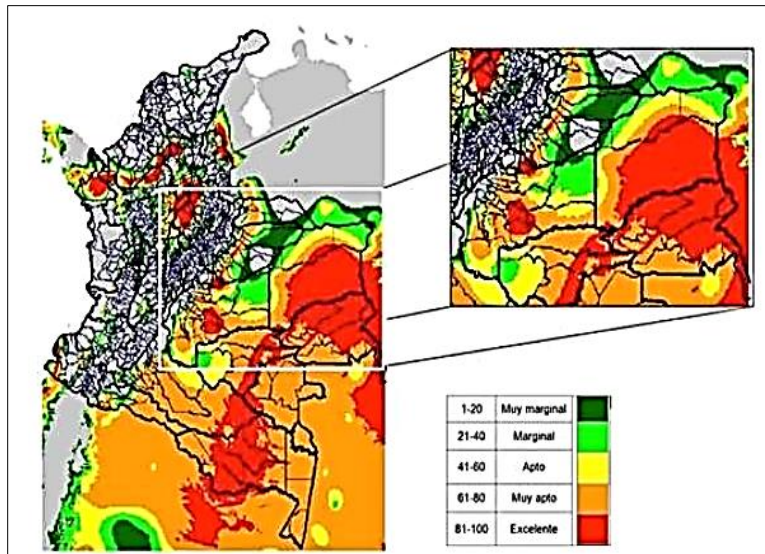 1-20 Muy marginal
21-40 Marginal
41-60 Apto
61-80 Muy apto
81-100 Excelente